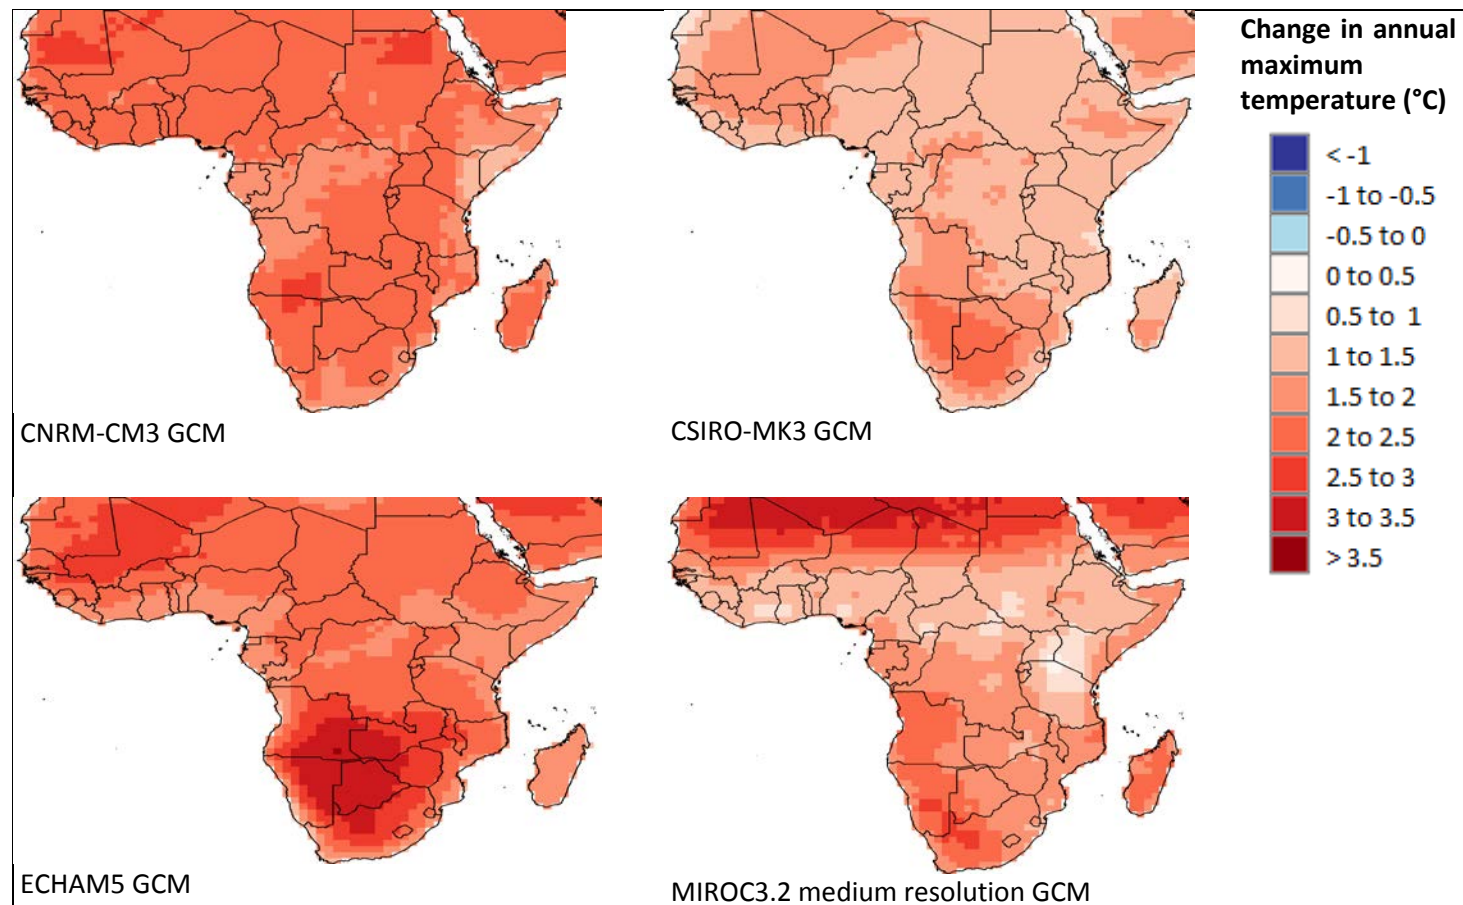 Change in annual
maximum
temperature (°C)
< -1
-1 to -0.5
-0.5 to 0
0 to 0.5
0.5 to 1
1 to 1.5
1.5 to 2
2 to 2.5
2.5 to 3
3 to 3.5
> 3.5
CNRM-CM3 GCM
CSIRO-MK3 GCM
ECHAM5 GCM
MIROC3.2 medium resolution GCM